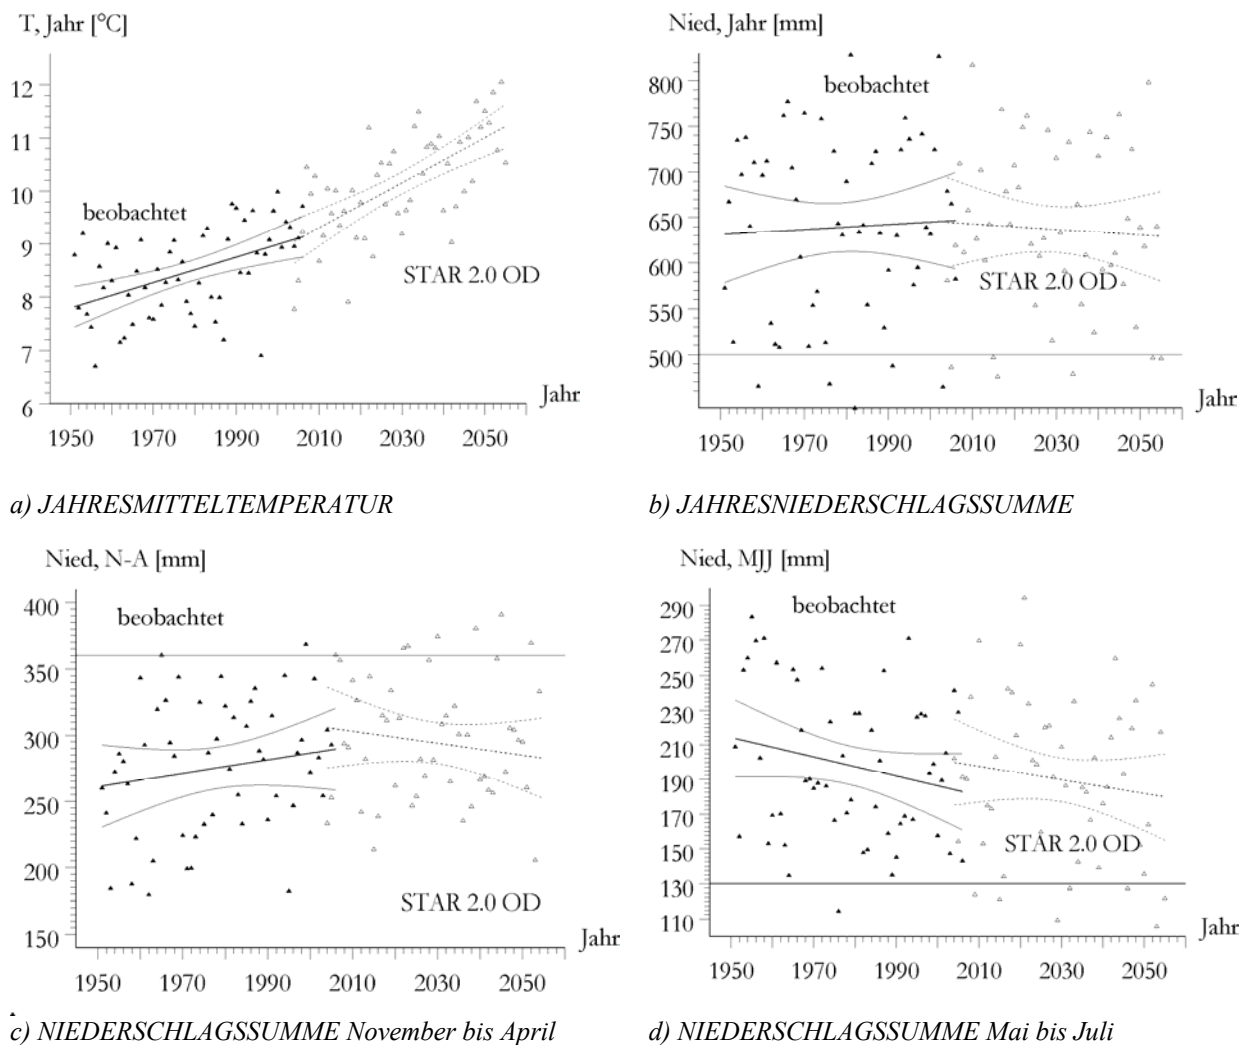 T, Jahr [°C]
12
11
10
9
8
7
6
beobachtet
STAR 2.0 OD
Jahr
1950 1970 1990 2010 2030 2050
a) JAHRESMITTELTEMPERATUR
Nied, Jahr [mm]
800
750
700
650
600
550
500
beobachtet
STAR 2.0 OD
Jahr
1950 1970 1990 2010 2030 2050
b) JAHRESNIEDERSCHLAGSSUMME
Nied, N-A [mm]
400
350
300
250
200
150
beobachtet
STAR 2.0 OD
Jahr
1950 1970 1990 2010 2030 2050
c) NIEDERSCHLAGSSUMME November bis April
Nied, MJJ [mm]
290
270
250
230
210
190
170
150
130
110
beobachtet
STAR 2.0 OD
Jahr
1950 1970 1990 2010 2030 2050
d) NIEDERSCHLAGSSUMME Mai bis Juli